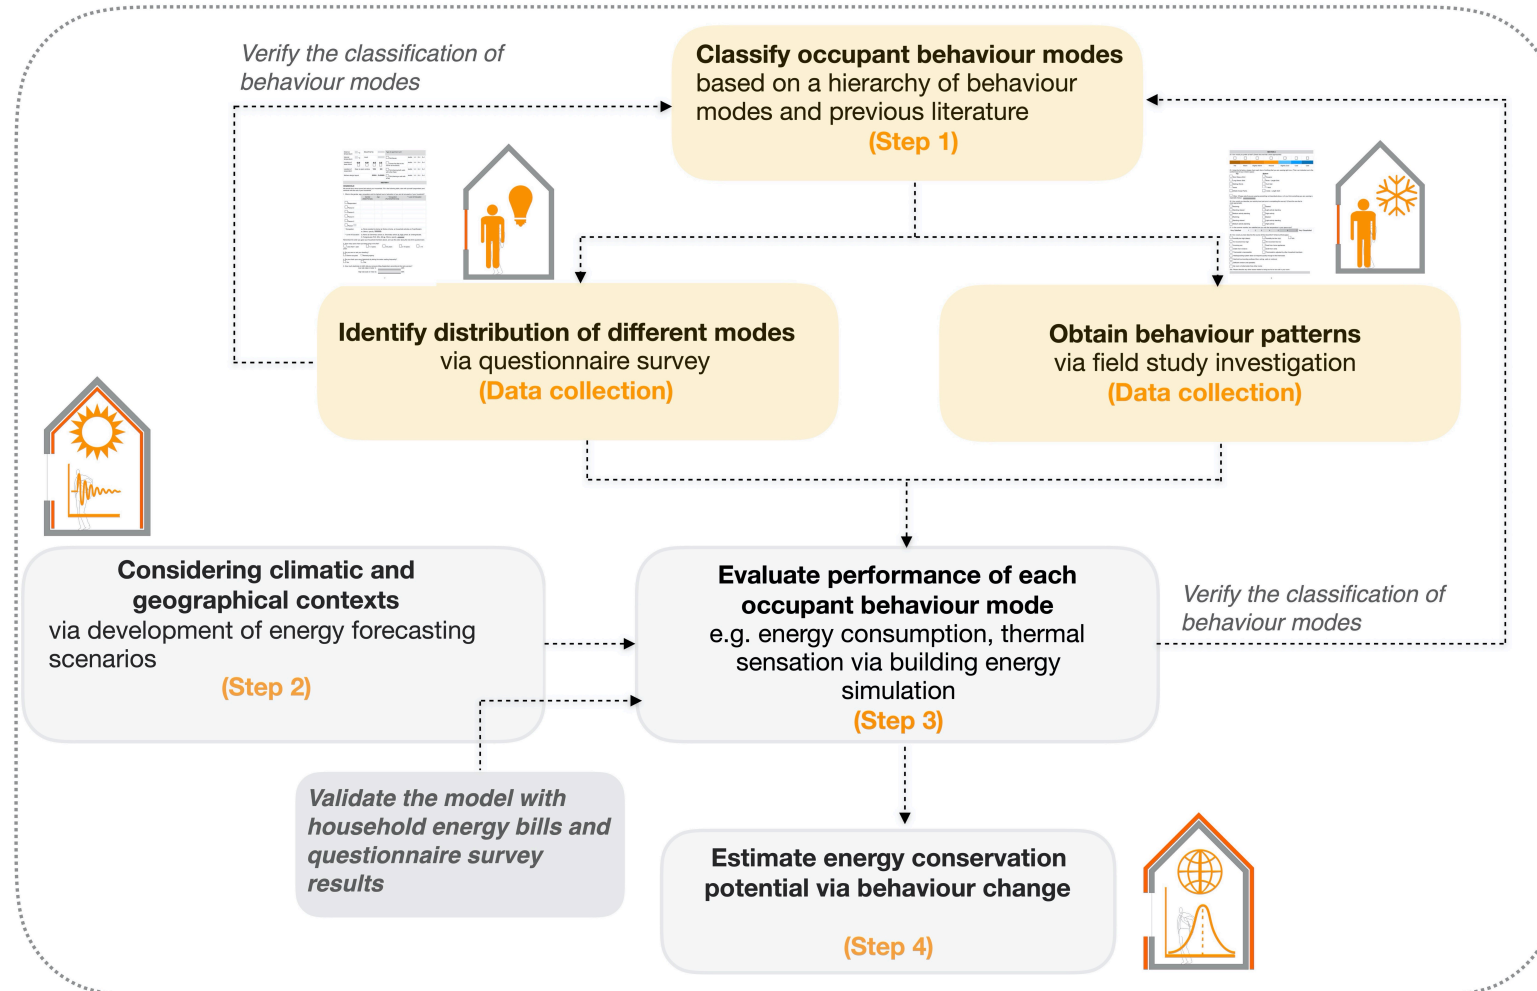 Verify the classification of
behaviour modes
Classify occupant behaviour modes
based on a hierarchy of behaviour
modes and previous literature
(Step 1)
Identify distribution of different modes
via questionnaire survey
(Data collection)
Obtain behaviour patterns
via field study investigation
(Data collection)
Considering climatic and
geographical contexts
via development of energy forecasting
scenarios
(Step 2)
Evaluate performance of each
occupant behaviour mode
e.g. energy consumption, thermal
sensation via building energy
simulation
(Step 3)
Verify the classification of
behaviour modes
Validate the model with
household energy bills and
questionnaire survey
results
Estimate energy conservation
potential via behaviour change
(Step 4)